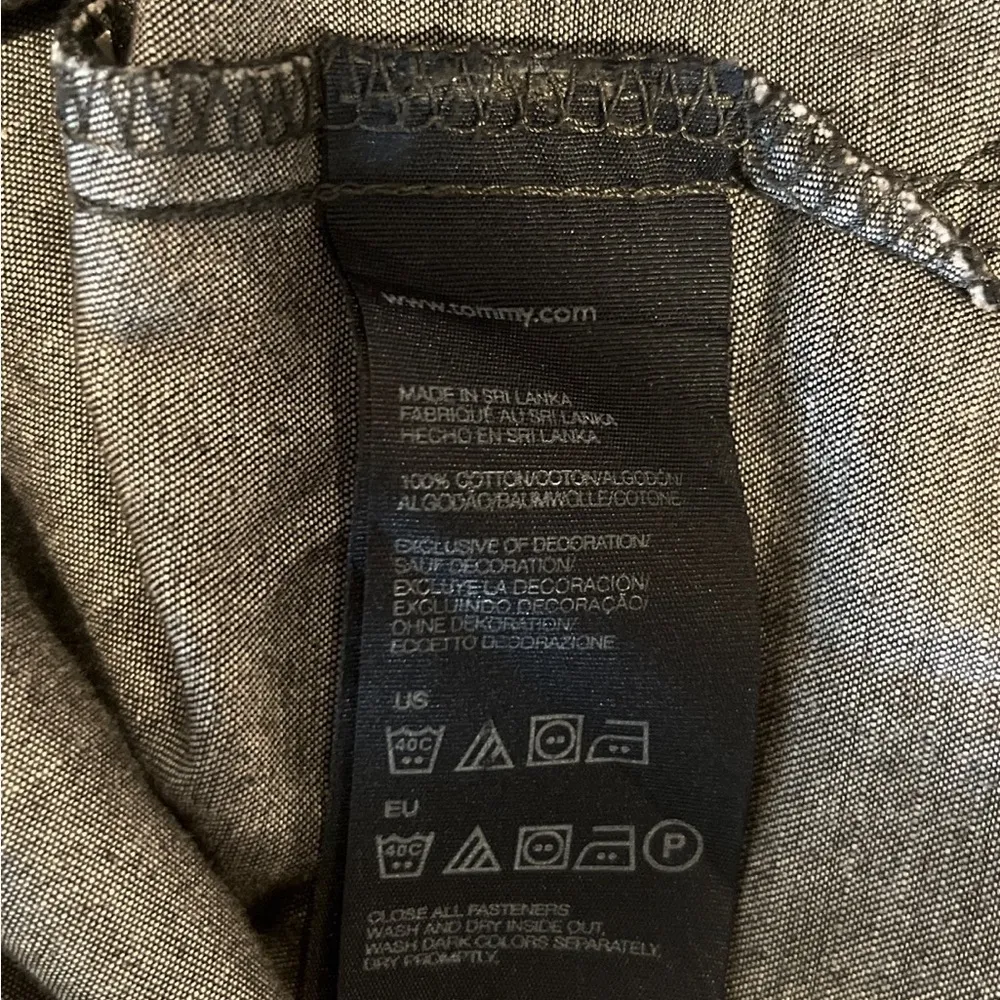 www.tommy.com
MADE IN SRI LANKA
FABRIQUE AU SRI LANKA
HECHO EN SRI LANKA
100% COTTON/COTON/ALGODÓN/
ALGODÃO/BAUMWOLLE/COTONE
EXCLUSIVE OF DECORATION/
SAUF DECORATION/
EXCLUYE LA DECORACIÓN/
EXCLUINDO DECORAÇÃO/
OHNE DEKORATION/
ECCETTO DECORAZIONE
US
40C
EU
40C P
CLOSE ALL FASTENERS
WASH AND DRY INSIDE OUT,
WASH DARK COLORS SEPARATELY,
DRY PROMPTLY,